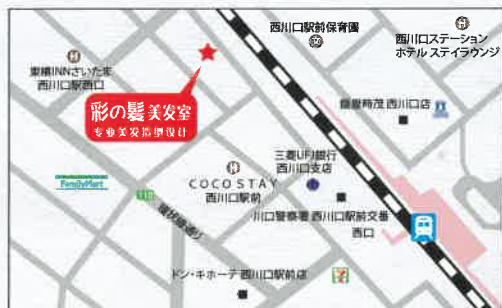 西川口駅前保育園
西川口ステーション
ホテル ステイラウンジ
東横INNさいたま
西川口駅西口
彩の髪 美发室
专业美发造型设计
西川口店
三菱UFJ銀行
西川口支店
FamilyMart
COCO STAY
西川口駅前
川口警察署 西川口駅前交番
西口
ドン・キホーテ 西川口駅前店